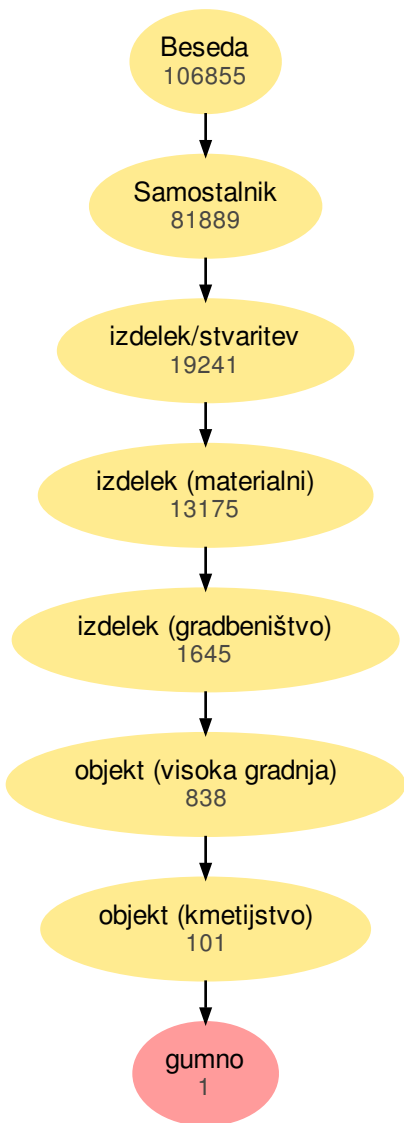 Beseda
106855
Samostalnik
81889
izdelek/stvaritev
19241
izdelek (materialni)
13175
izdelek (gradbeništvo)
1645
objekt (visoka gradnja)
838
objekt (kmetijstvo)
101
gumno
1